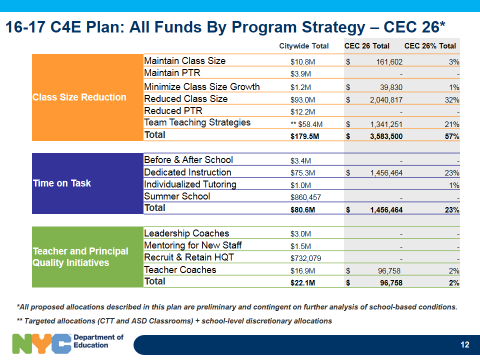 16-17 C4E Plan: All Funds By Program Strategy – CEC 26*
Citywide Total CEC 26 Total CEC 26% Total
Class Size Reduction
Maintain Class Size $10.8M $ 161,602 3%
Maintain PTR $3.9M - -
Minimize Class Size Growth $1.2M $ 39,830 1%
Reduced Class Size $93.0M $ 2,040,817 32%
Reduced PTR $12.2M - -
Team Teaching Strategies ** $58.4M $ 1,341,251 21%
Total $179.5M $ 3,583,500 57%
Time on Task
Before & After School $3.4M - -
Dedicated Instruction $75.3M $ 1,456,464 23%
Individualized Tutoring $1.0M 1%
Summer School $860,457 - -
Total $80.6M $ 1,456,464 23%
Teacher and Principal
Quality Initiatives
Leadership Coaches $3.0M - -
Mentoring for New Staff $1.5M - -
Recruit & Retain HQT $732,079 - -
Teacher Coaches $16.9M $ 96,758 2%
Total $22.1M $ 96,758 2%
*All proposed allocations described in this plan are preliminary and contingent on further analysis of school-based conditions.
** Targeted allocations (CTT and ASD Classrooms) + school-level discretionary allocations
NYC Department of
Education
12